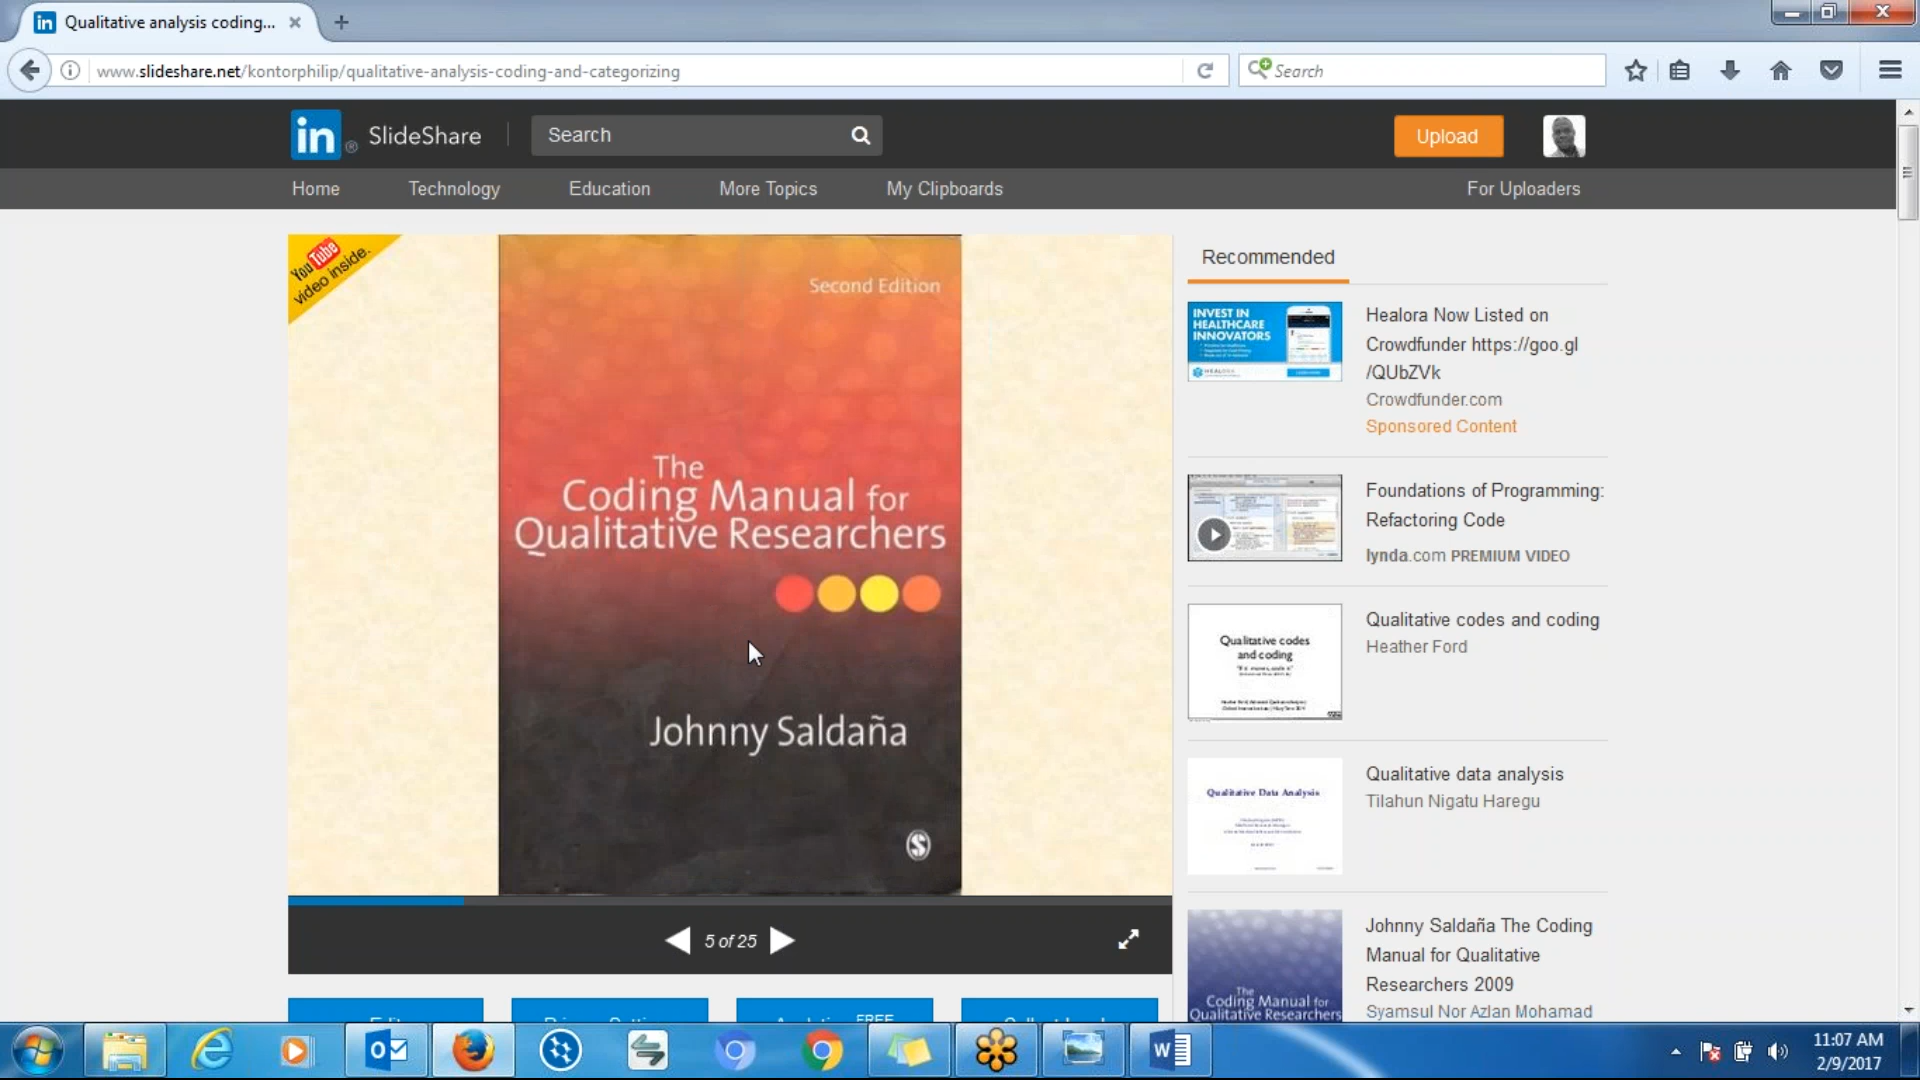 Qualitative analysis coding...
www.slideshare.net/kontorphilip/qualitative-analysis-coding-and-categorizing
Search
in SlideShare
Search
Upload
Home
Technology
Education
More Topics
My Clipboards
For Uploaders
You Tube
video inside.
Second Edition
The
Coding Manual for
Qualitative Researchers
Johnny Saldaña
5 of 25
Recommended
INVEST IN
HEALTHCARE
INNOVATORS
HEALORA
Healora Now Listed on
Crowdfunder https://goo.gl
/QUbZVk
Crowdfunder.com
Sponsored Content
Foundations of Programming:
Refactoring Code
lynda.com PREMIUM VIDEO
Qualitative codes
and coding
Qualitative codes and coding
Heather Ford
Qualitative Data Analysis
Qualitative data analysis
Tilahun Nigatu Haregu
The
Coding Manual for
Qualitative Researchers
Johnny Saldaña The Coding
Manual for Qualitative
Researchers 2009
Syamsul Nor Azlan Mohamad
FREE
11:07 AM
2/9/2017